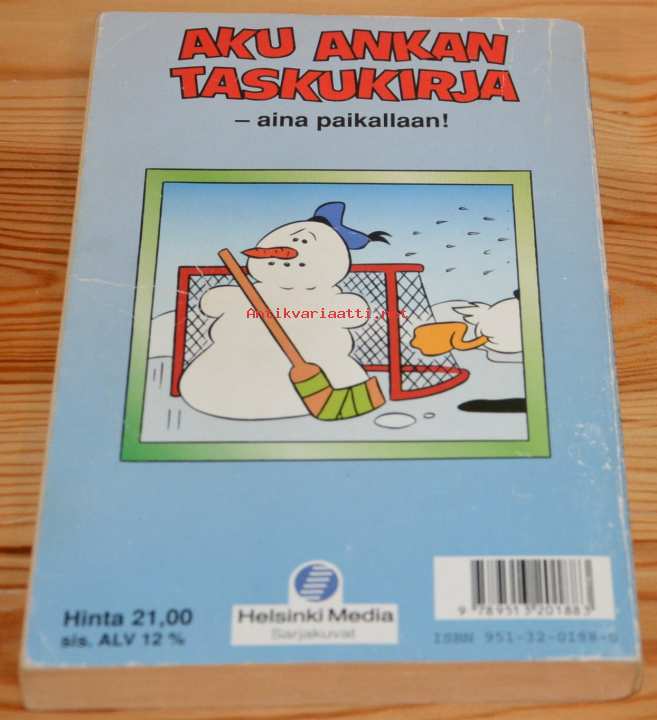 AKU ANKAN
TASKUKIRJA
– aina paikallaan!
Antikvariaatti.net
Hinta 21,00
sis. ALV 12 %
Helsinki Media
Sarjakuvat
9 789513 201883
ISBN 951-32-0188-0